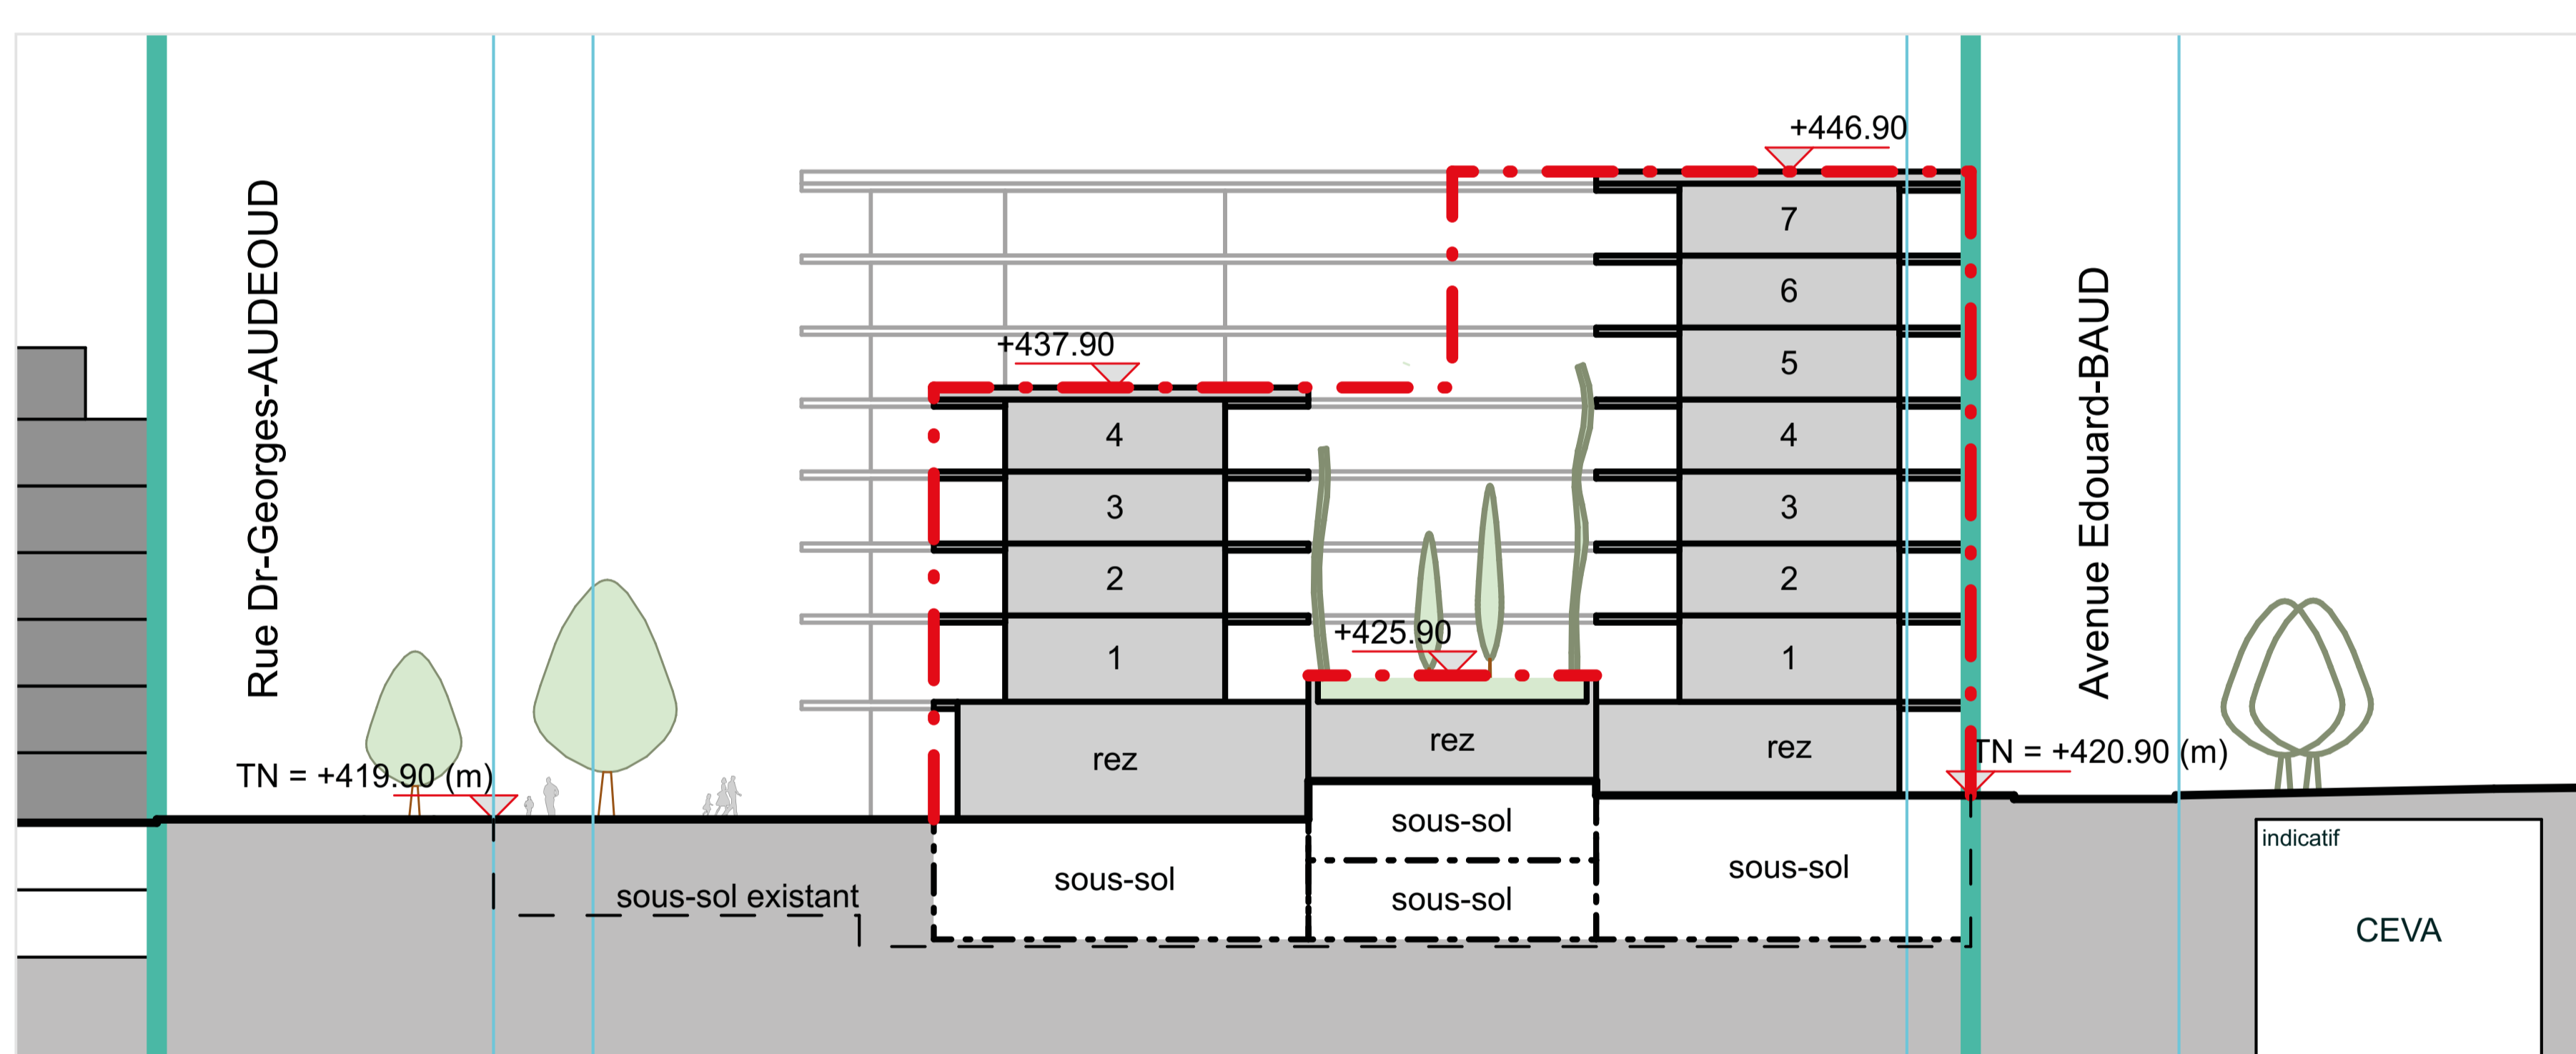 +446.90
Rue Dr-Georges-AUDEOUD
7
6
Avenue Edouard-BAUD
+437.90
5
4
4
3
3
2
2
+425.90
1
1
rez
rez
rez
TN = +419.90 (m)
TN = +420.90 (m)
sous-sol
indicatif
sous-sol
sous-sol
sous-sol existant
sous-sol
CEVA